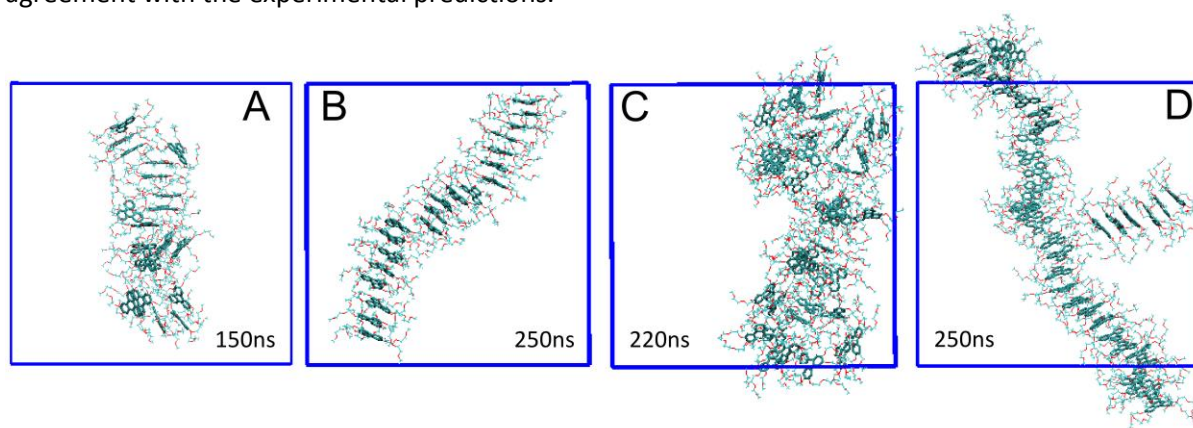 agreement with the experimental predictions.
A B C D
150ns 250ns 220ns 250ns